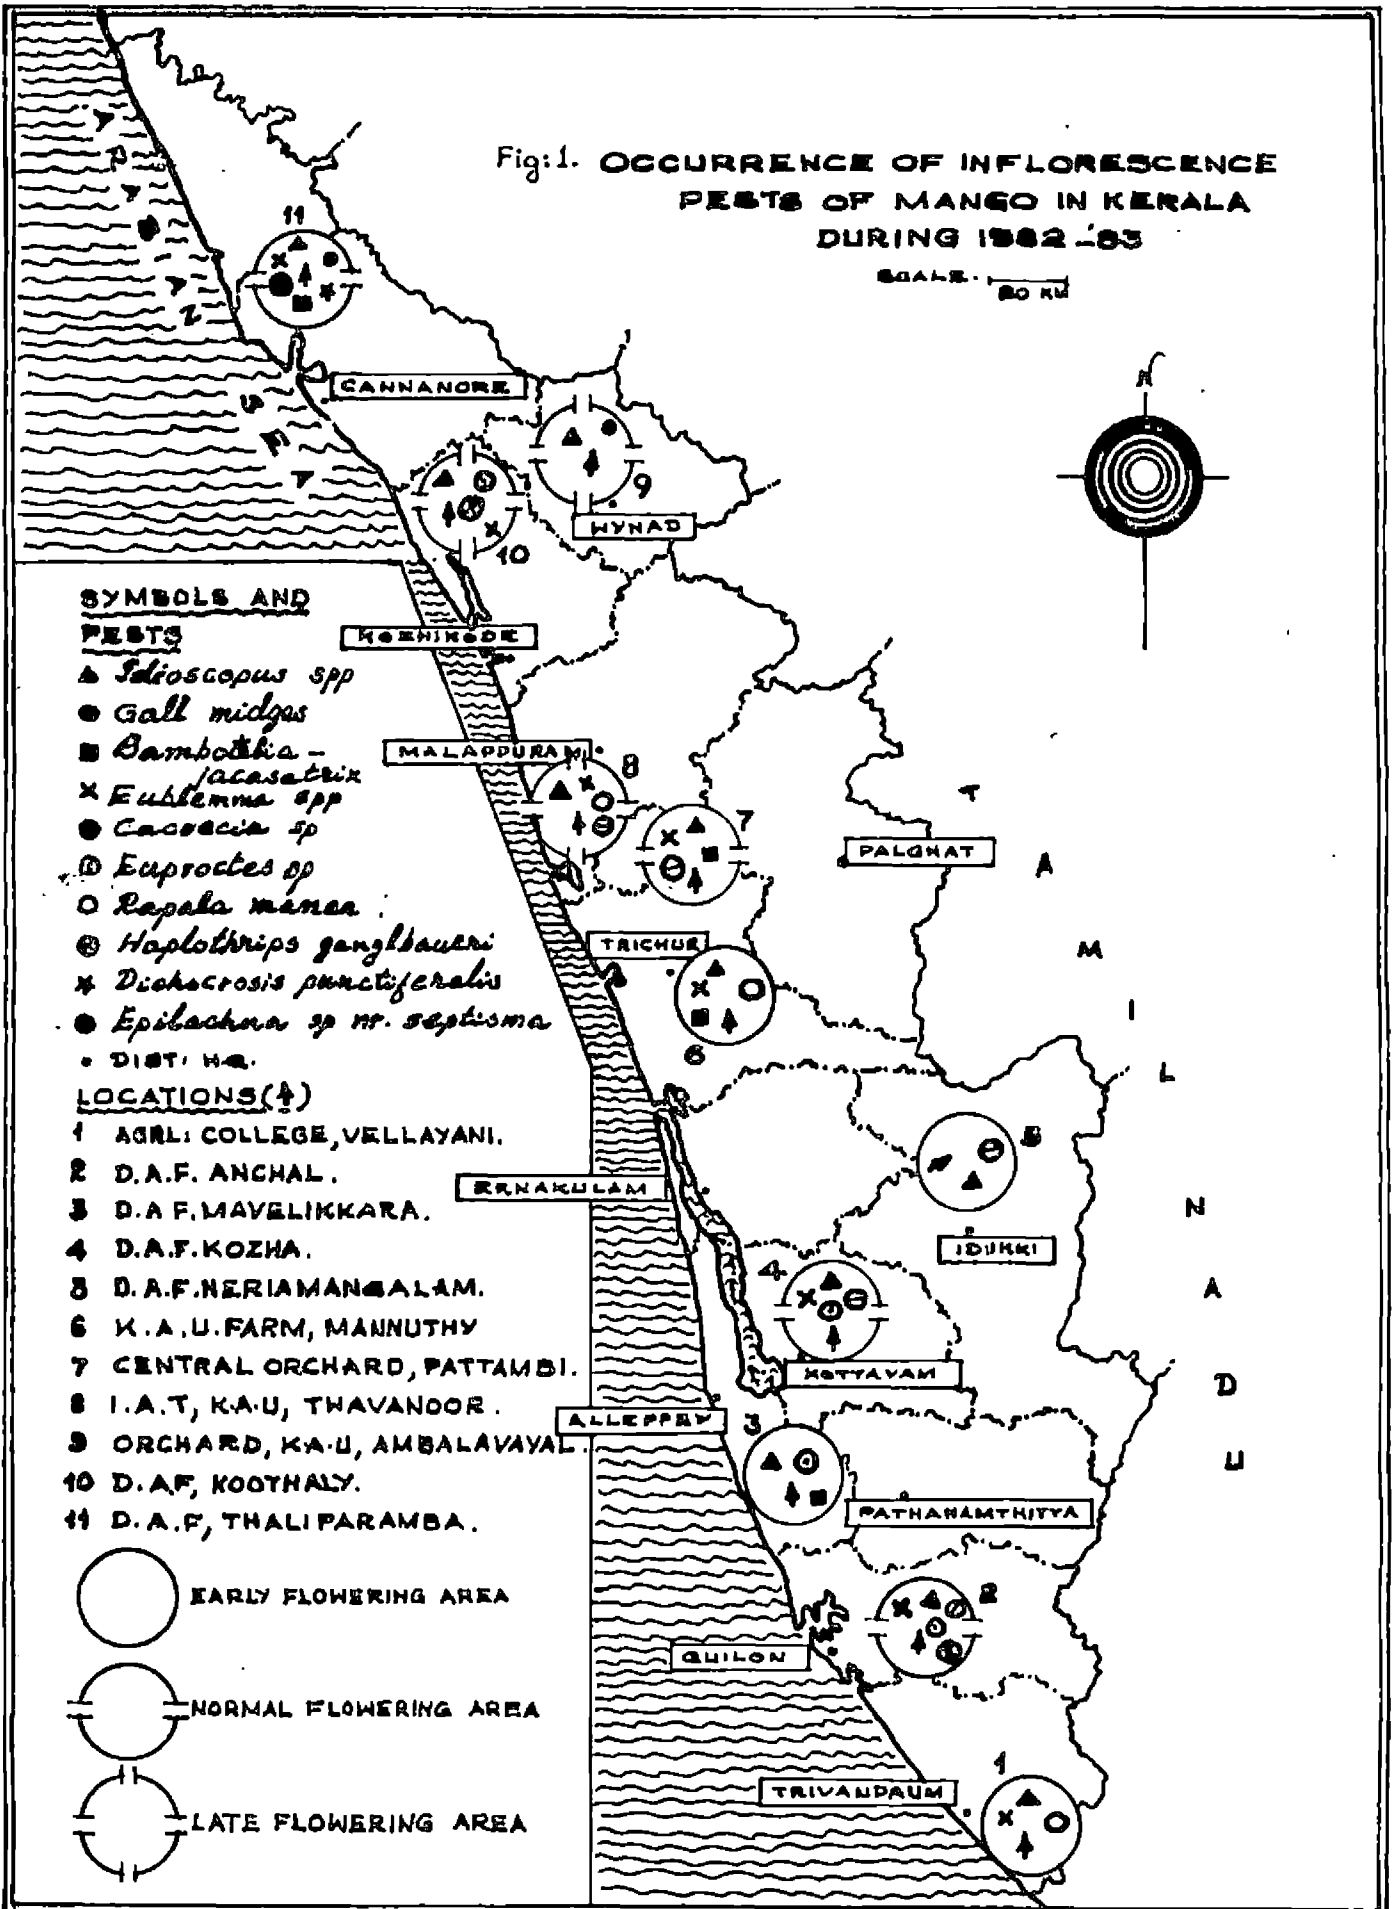 Fig:1. OCCURRENCE OF INFLORESCENCE
PESTS OF MANGO IN KERALA
DURING 1982-83
SCALE. 20 KM
N
11
CANNANORE
9
WYNAD
10
KOZHIKODE
MALAPPURAM
8
7
PALGHAT
TRICHUR
6
5
ERNAKULAM
IDUKKI
4
KOTTAYAM
ALLEPPEY
3
PATHANAMTHITTA
2
QUILON
1
TRIVANDRUM
ARABIAN
SEA
TAMIL
NADU
SYMBOLS AND
PESTS
Idioscopus spp
Gall midges
Eublemma spp
Cacoecia sp
Euproctes sp
Rapala manea
Haplothrips ganglbaueri
Dichocrosis punctiferalis
Epilachna sp nr. septisma
DIST: H.Q.
LOCATIONS(↑)
1 AGRL: COLLEGE, VELLAYANI.
2 D.A.F. ANCHAL.
3 D.A.F. MAVELIKKARA.
4 D.A.F. KOZHA.
5 D.A.F. NERIAMANGALAM.
6 K.A.U. FARM, MANNUTHY
7 CENTRAL ORCHARD, PATTAMBI.
8 I.A.T, K.A.U, THAVANOOR.
9 ORCHARD, K.A.U, AMBALAVAYAL.
10 D.A.F, KOOTHALY.
11 D.A.F, THALIPARAMBA.
EARLY FLOWERING AREA
NORMAL FLOWERING AREA
LATE FLOWERING AREA